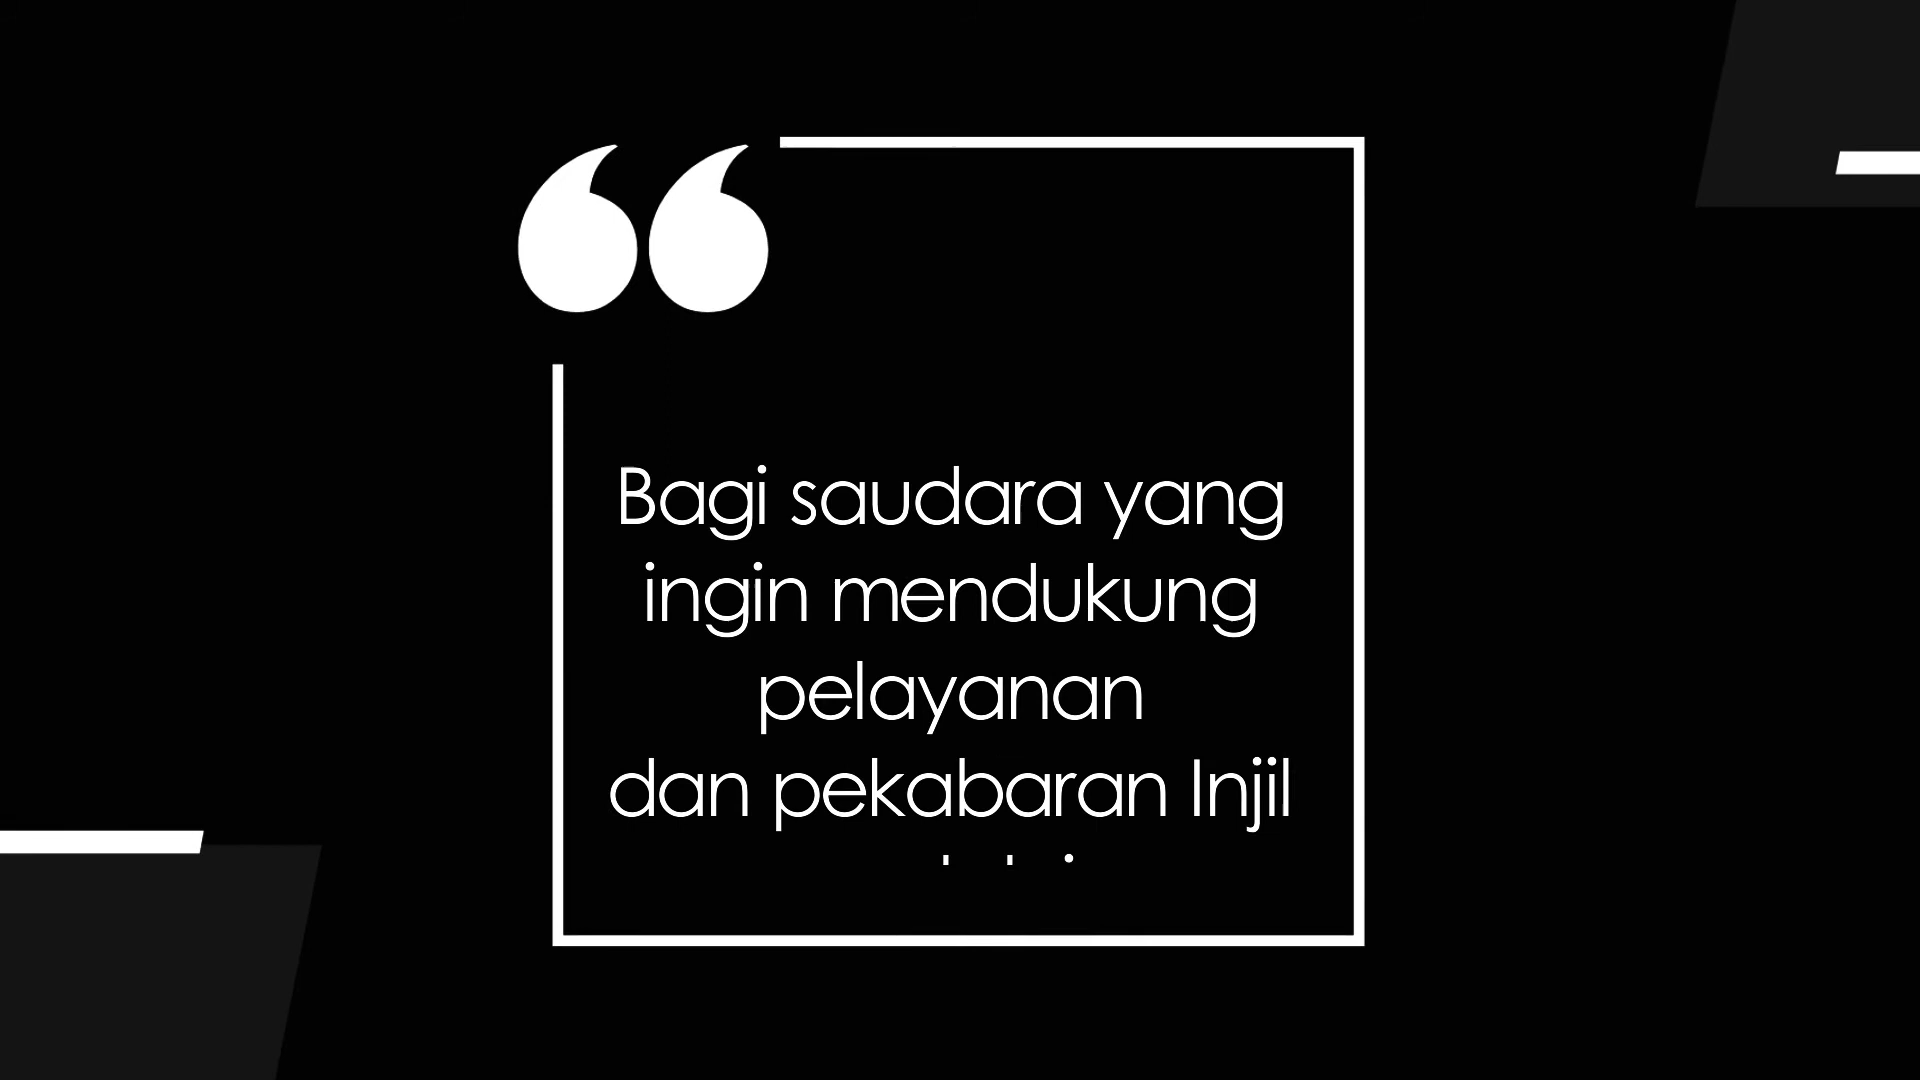 Bagi saudara yang
ingin mendukung
pelayanan
dan pekabaran Injil